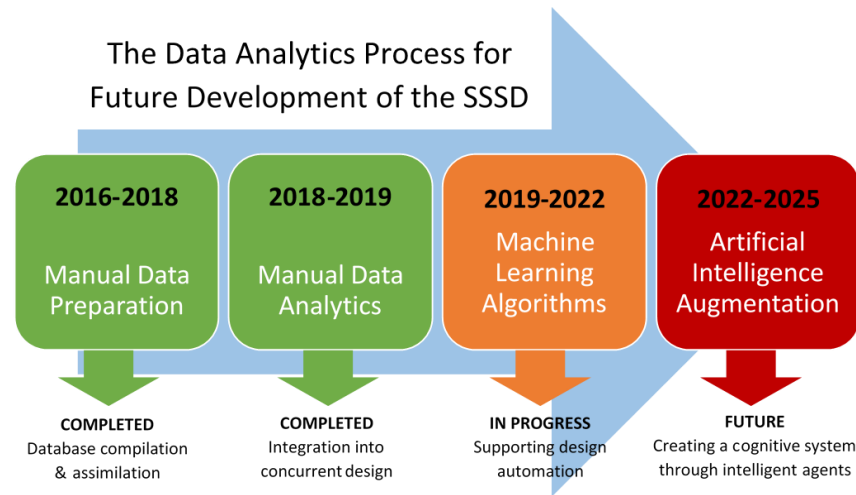 The Data Analytics Process for
Future Development of the SSSD
2016-2018
Manual Data
Preparation
2018-2019
Manual Data
Analytics
2019-2022
Machine
Learning
Algorithms
2022-2025
Artificial
Intelligence
Augmentation
COMPLETED
Database compilation
& assimilation
COMPLETED
Integration into
concurrent design
IN PROGRESS
Supporting design
automation
FUTURE
Creating a cognitive system
through intelligent agents